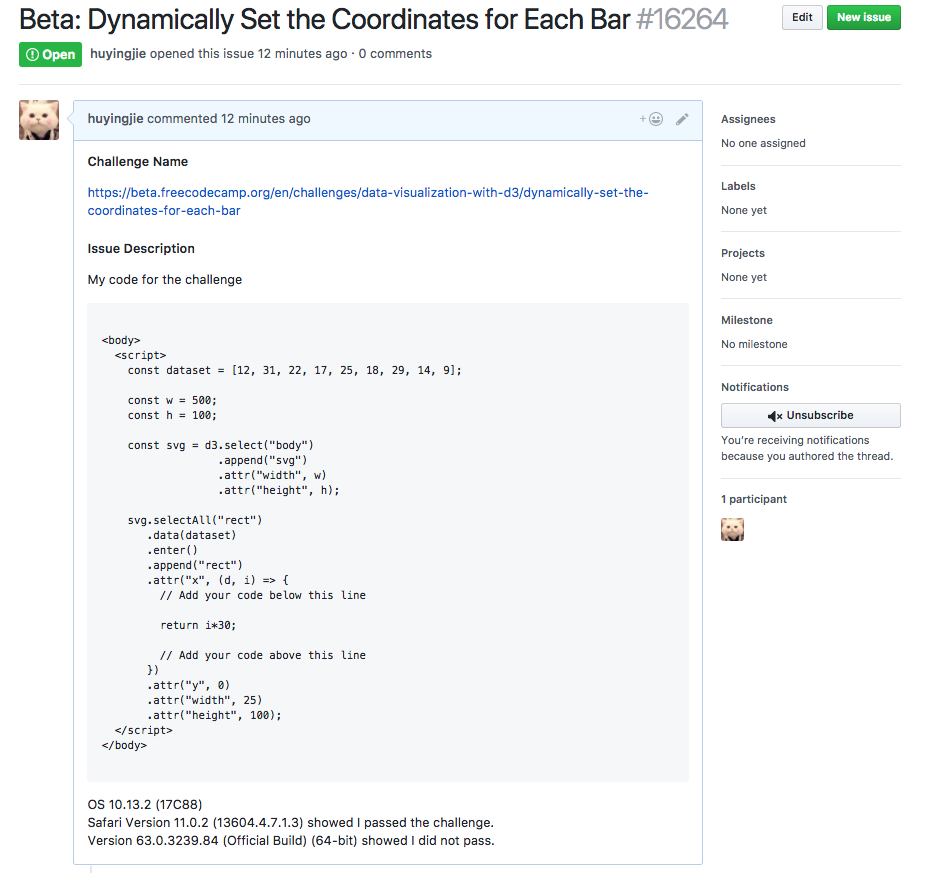 Beta: Dynamically Set the Coordinates for Each Bar #16264
Edit
New issue
Open
huyingjie opened this issue 12 minutes ago · 0 comments
huyingjie commented 12 minutes ago
Challenge Name
https://beta.freecodecamp.org/en/challenges/data-visualization-with-d3/dynamically-set-the-
coordinates-for-each-bar
Issue Description
My code for the challenge
<body>
  <script>
    const dataset = [12, 31, 22, 17, 25, 18, 29, 14, 9];

    const w = 500;
    const h = 100;

    const svg = d3.select("body")
                  .append("svg")
                  .attr("width", w)
                  .attr("height", h);

    svg.selectAll("rect")
       .data(dataset)
       .enter()
       .append("rect")
       .attr("x", (d, i) => {
         // Add your code below this line

         return i*30;

         // Add your code above this line
       })
       .attr("y", 0)
       .attr("width", 25)
       .attr("height", 100);
  </script>
</body>
OS 10.13.2 (17C88)
Safari Version 11.0.2 (13604.4.7.1.3) showed I passed the challenge.
Version 63.0.3239.84 (Official Build) (64-bit) showed I did not pass.
Assignees
No one assigned
Labels
None yet
Projects
None yet
Milestone
No milestone
Notifications
Unsubscribe
You're receiving notifications
because you authored the thread.
1 participant